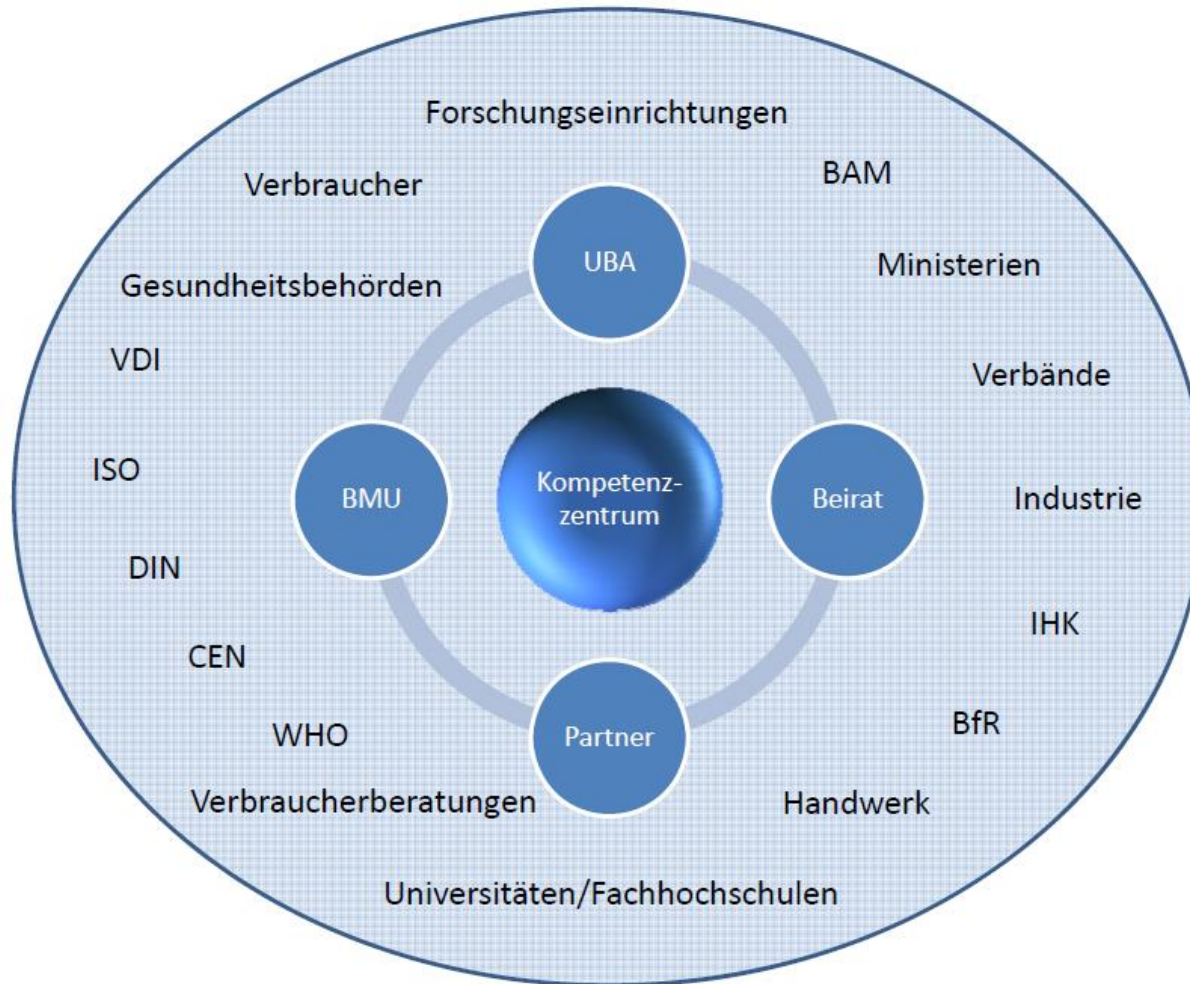 Forschungseinrichtungen
BAM
Verbraucher
UBA
Ministerien
Gesundheitsbehörden
VDI
Verbände
ISO
BMU
Kompetenz-
zentrum
Beirat
Industrie
DIN
IHK
CEN
BfR
WHO
Partner
Verbraucherberatungen
Handwerk
Universitäten/Fachhochschulen